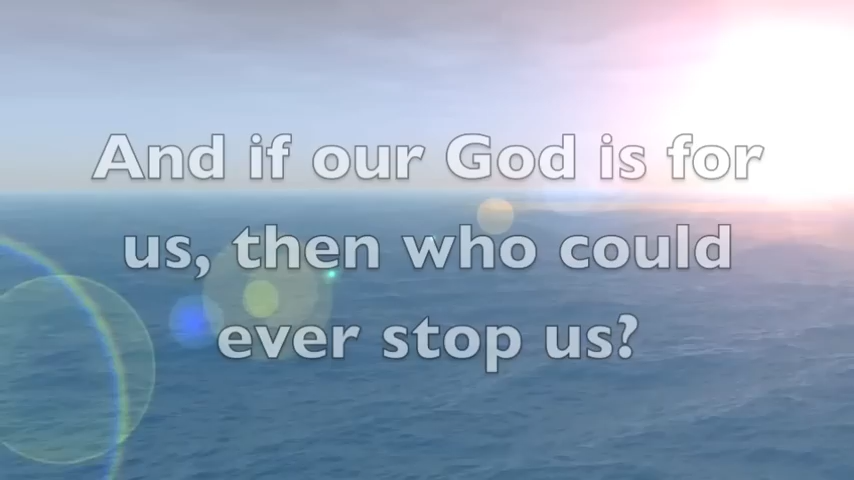 And if our God is for
us, then who could
ever stop us?